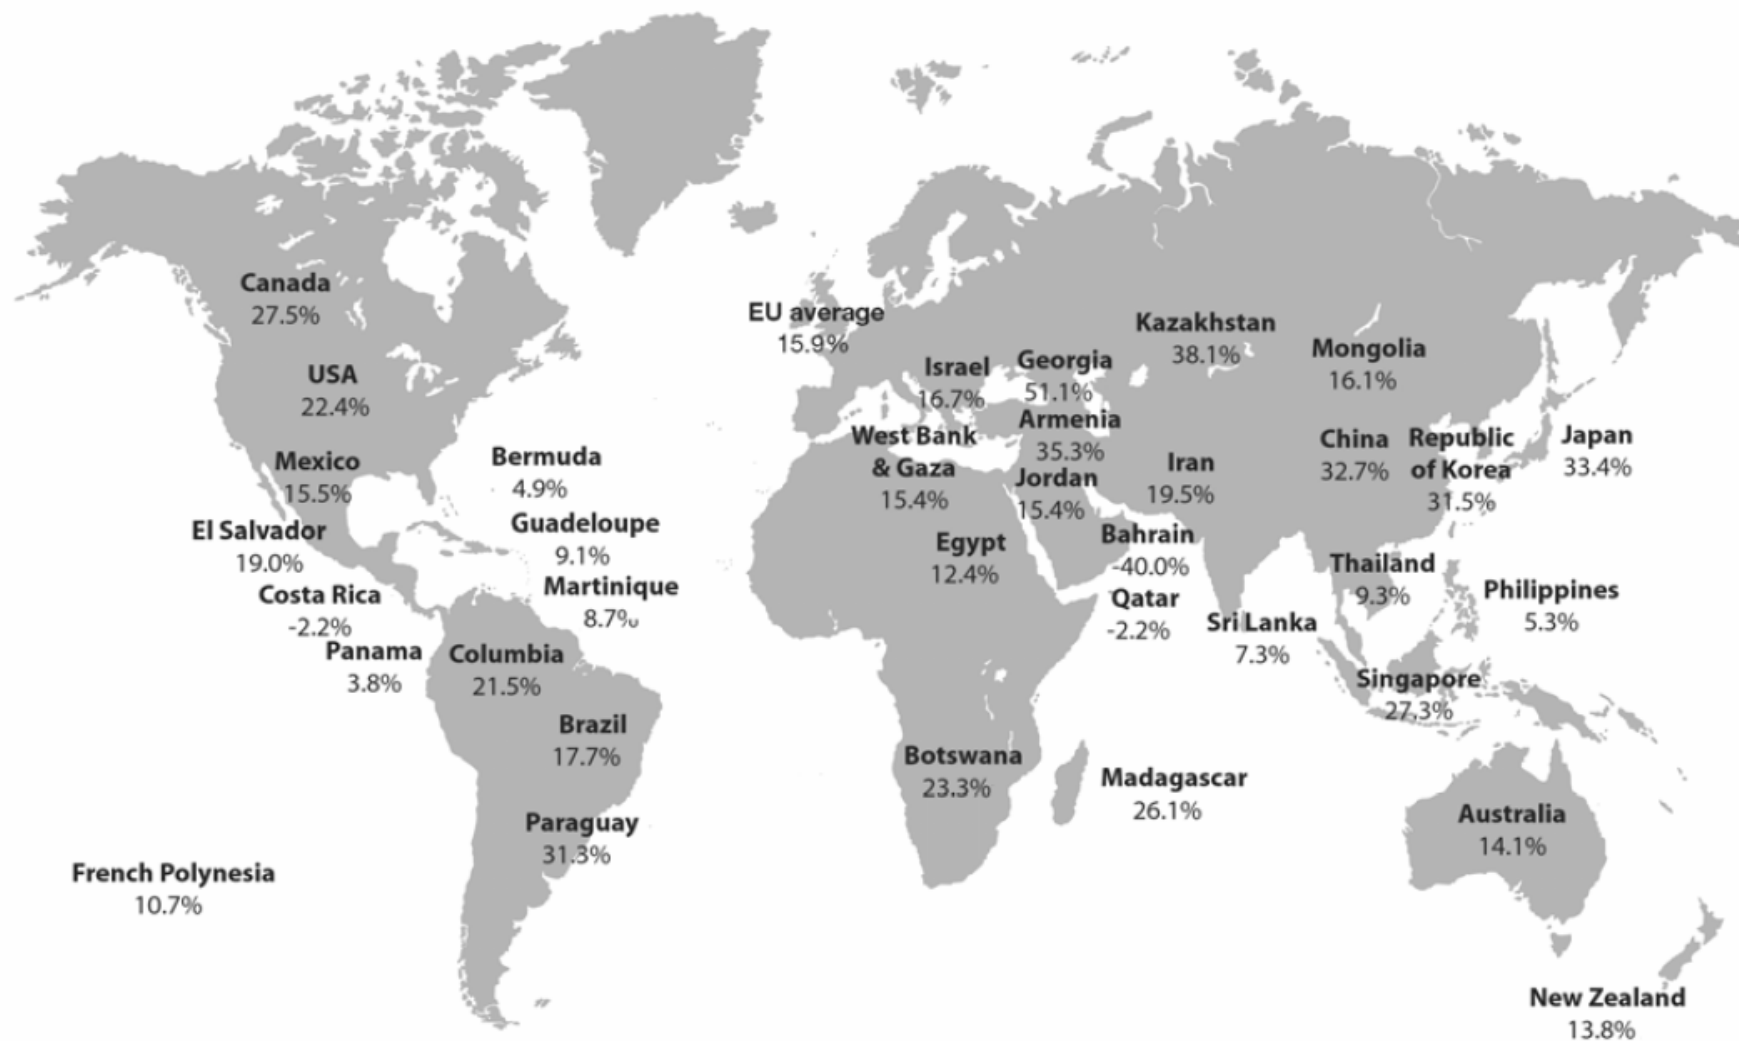 Canada
27.5%
USA
22.4%
Mexico
15.5%
El Salvador
19.0%
Costa Rica
-2.2%
Panama
3.8%
Bermuda
4.9%
Guadeloupe
9.1%
Martinique
8.7%
Columbia
21.5%
Brazil
17.7%
Paraguay
31.3%
French Polynesia
10.7%
EU average
15.9%
Israel
16.7%
Georgia
51.1%
Armenia
35.3%
West Bank
& Gaza
15.4%
Jordan
15.4%
Egypt
12.4%
Bahrain
-40.0%
Qatar
-2.2%
Iran
19.5%
Kazakhstan
38.1%
Mongolia
16.1%
China
32.7%
Republic
of Korea
31.5%
Japan
33.4%
Thailand
9.3%
Philippines
5.3%
Sri Lanka
7.3%
Singapore
27.3%
Botswana
23.3%
Madagascar
26.1%
Australia
14.1%
New Zealand
13.8%